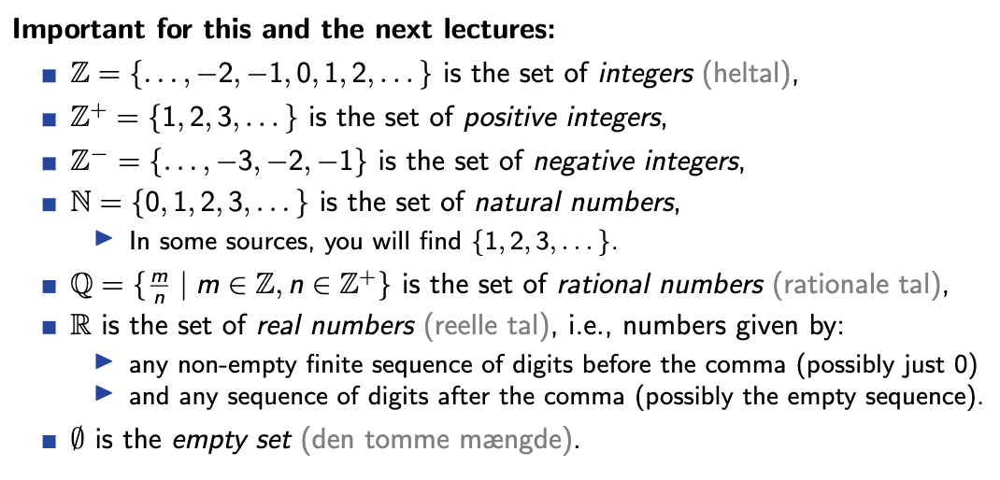 Important for this and the next lectures:
■ ℤ = {. . . , −2, −1, 0, 1, 2, . . . } is the set of integers (heltal),
■ ℤ⁺ = {1, 2, 3, . . . } is the set of positive integers,
■ ℤ⁻ = {. . . , −3, −2, −1} is the set of negative integers,
■ ℕ = {0, 1, 2, 3, . . . } is the set of natural numbers,
▶ In some sources, you will find {1, 2, 3, . . . }.
■ ℚ = {m/n | m ∈ ℤ, n ∈ ℤ⁺} is the set of rational numbers (rationale tal),
■ ℝ is the set of real numbers (reelle tal), i.e., numbers given by:
▶ any non-empty finite sequence of digits before the comma (possibly just 0)
▶ and any sequence of digits after the comma (possibly the empty sequence).
■ ∅ is the empty set (den tomme mængde).